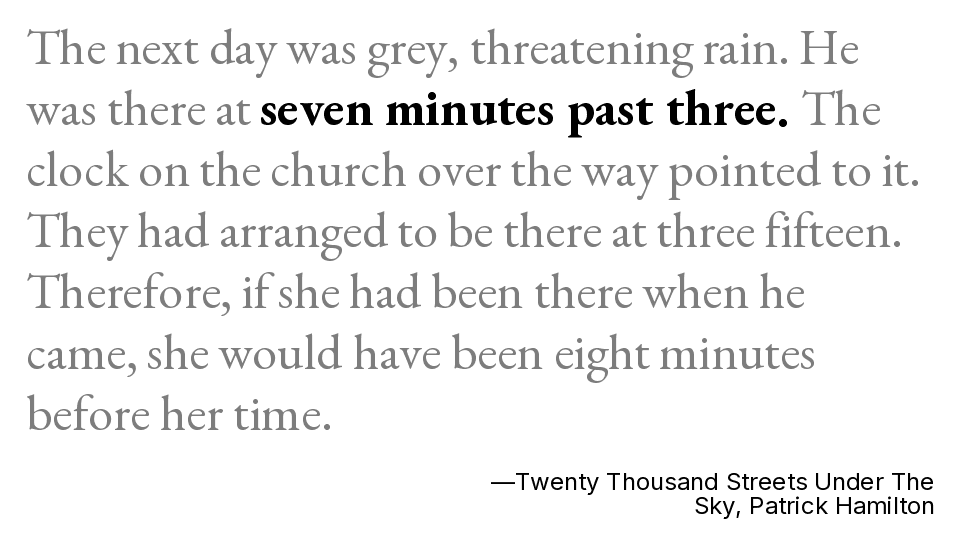 The next day was grey, threatening rain. He
was there at seven minutes past three. The
clock on the church over the way pointed to it.
They had arranged to be there at three fifteen.
Therefore, if she had been there when he
came, she would have been eight minutes
before her time.
—Twenty Thousand Streets Under The
Sky, Patrick Hamilton